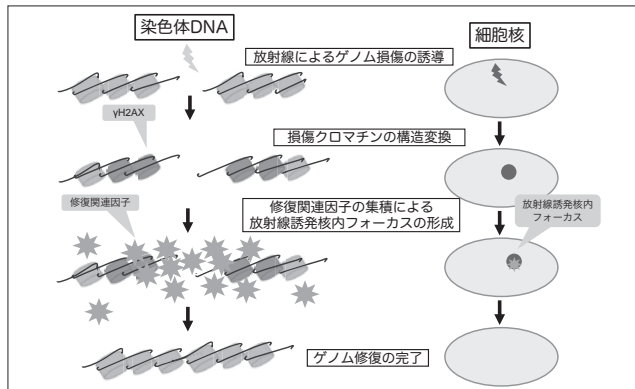 染色体DNA
細胞核
放射線によるゲノム損傷の誘導
γH2AX
損傷クロマチンの構造変換
修復関連因子
修復関連因子の集積による
放射線誘発核内フォーカスの形成
放射線誘発核内
フォーカス
ゲノム修復の完了